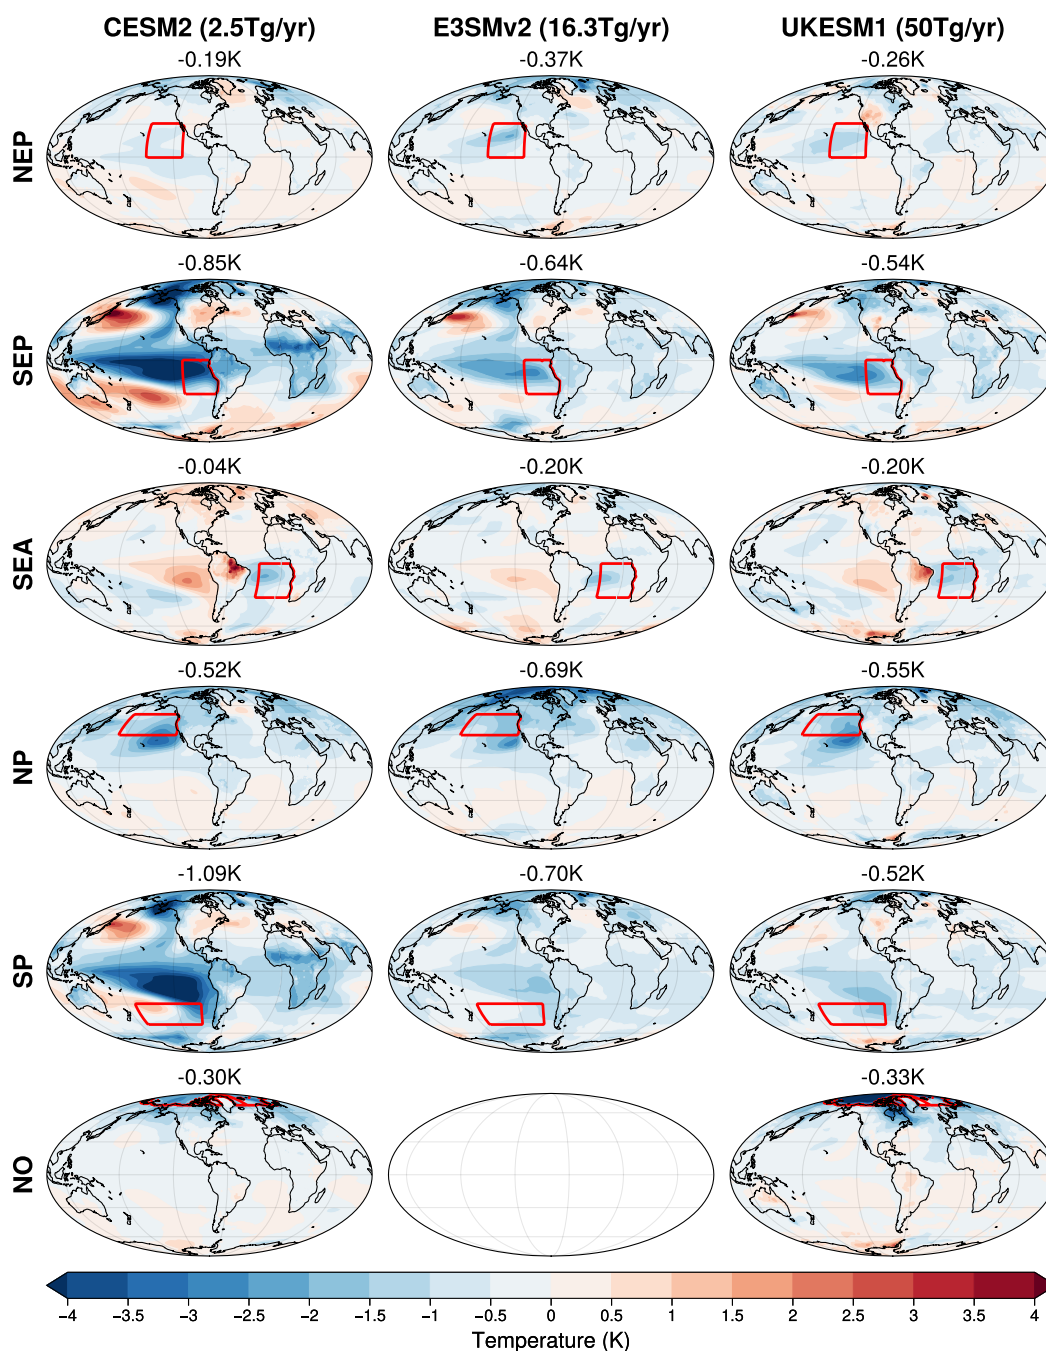 CESM2 (2.5Tg/yr) E3SMv2 (16.3Tg/yr) UKESM1 (50Tg/yr)
-0.19K -0.37K -0.26K
NEP
-0.85K -0.64K -0.54K
SEP
-0.04K -0.20K -0.20K
SEA
-0.52K -0.69K -0.55K
NP
-1.09K -0.70K -0.52K
SP
-0.30K -0.33K
NO
−4 −3.5 −3 −2.5 −2 −1.5 −1 −0.5 0 0.5 1 1.5 2 2.5 3 3.5 4
Temperature (K)